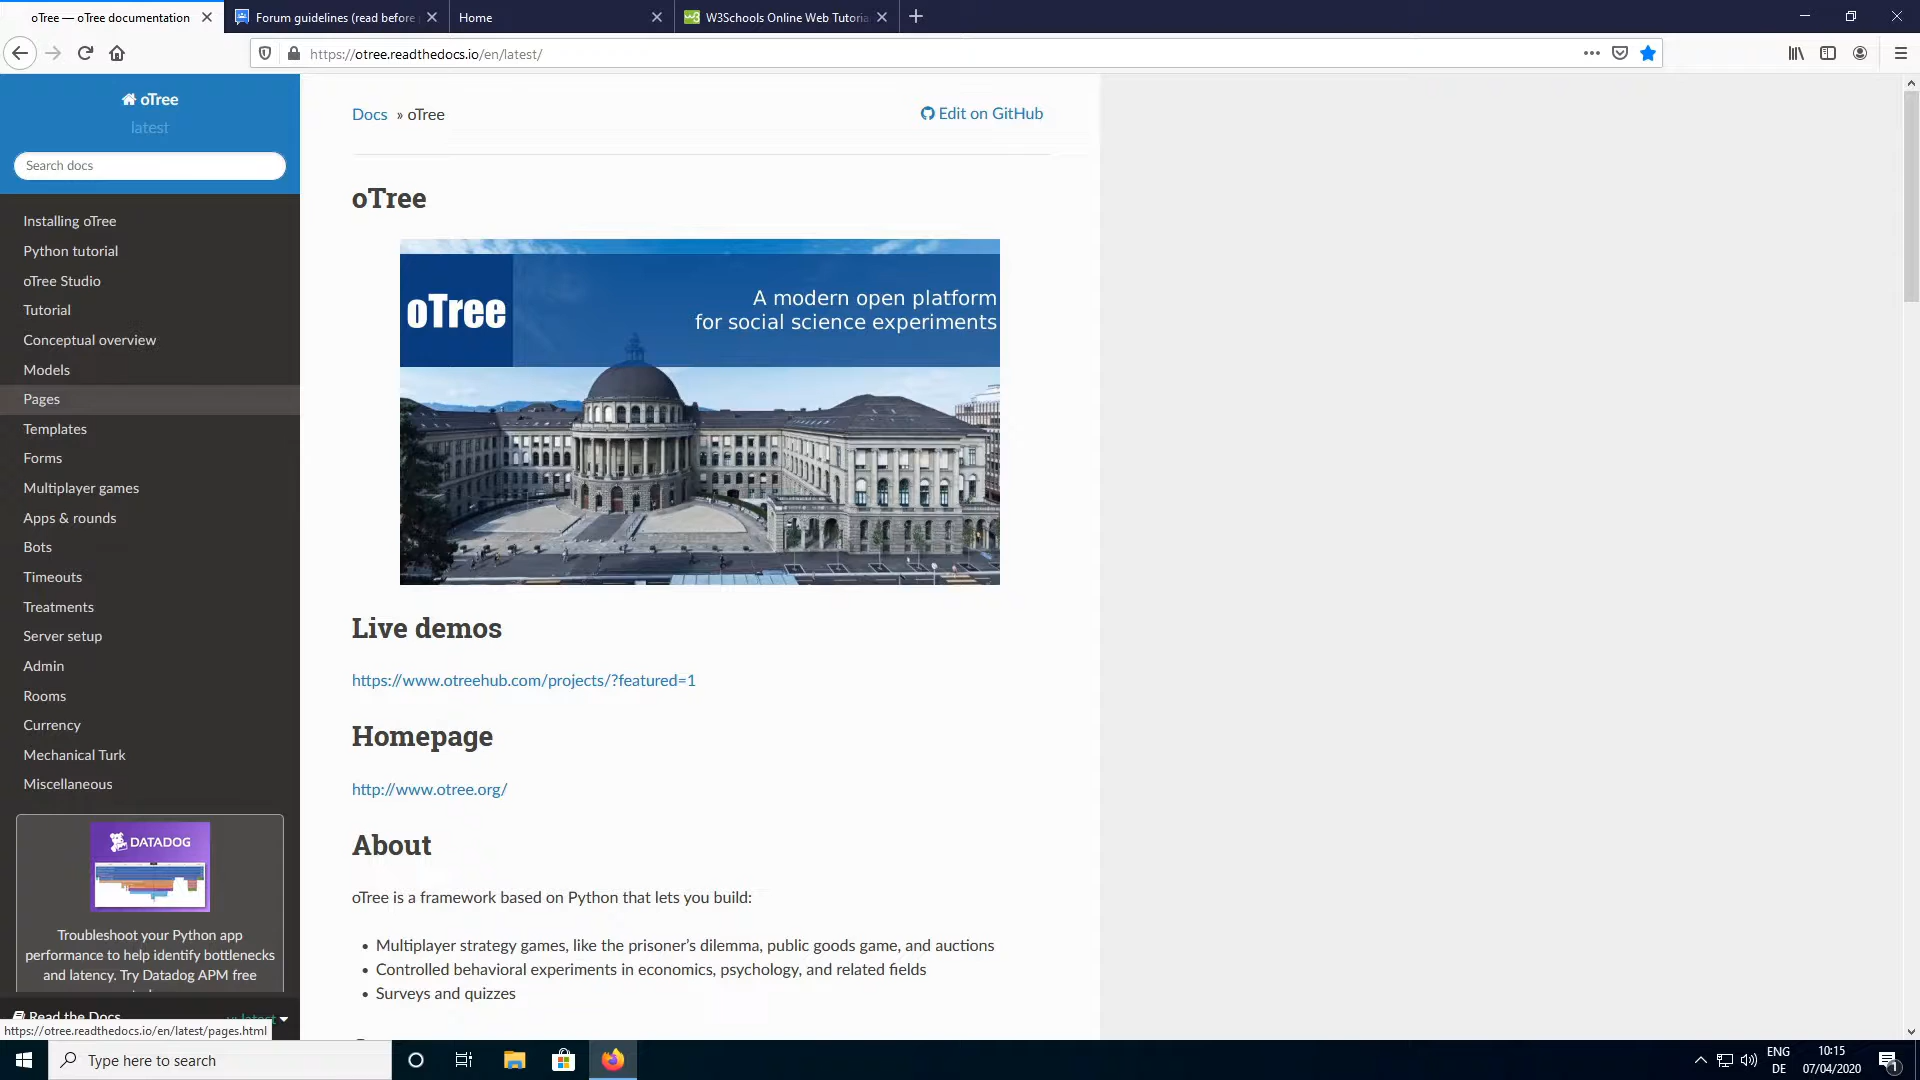 oTree — oTree documentation
Forum guidelines (read before
Home
W3Schools Online Web Tutoria
https://otree.readthedocs.io/en/latest/
oTree
latest
Search docs
Installing oTree
Python tutorial
oTree Studio
Tutorial
Conceptual overview
Models
Pages
Templates
Forms
Multiplayer games
Apps & rounds
Bots
Timeouts
Treatments
Server setup
Admin
Rooms
Currency
Mechanical Turk
Miscellaneous
DATADOG
Troubleshoot your Python app
performance to help identify bottlenecks
and latency. Try Datadog APM free
Read the Docs
https://otree.readthedocs.io/en/latest/pages.html
Docs » oTree
Edit on GitHub
oTree
oTree
A modern open platform
for social science experiments
Live demos
https://www.otreehub.com/projects/?featured=1
Homepage
http://www.otree.org/
About
oTree is a framework based on Python that lets you build:
• Multiplayer strategy games, like the prisoner’s dilemma, public goods game, and auctions
• Controlled behavioral experiments in economics, psychology, and related fields
• Surveys and quizzes
Type here to search
ENG
DE
10:15
07/04/2020
1